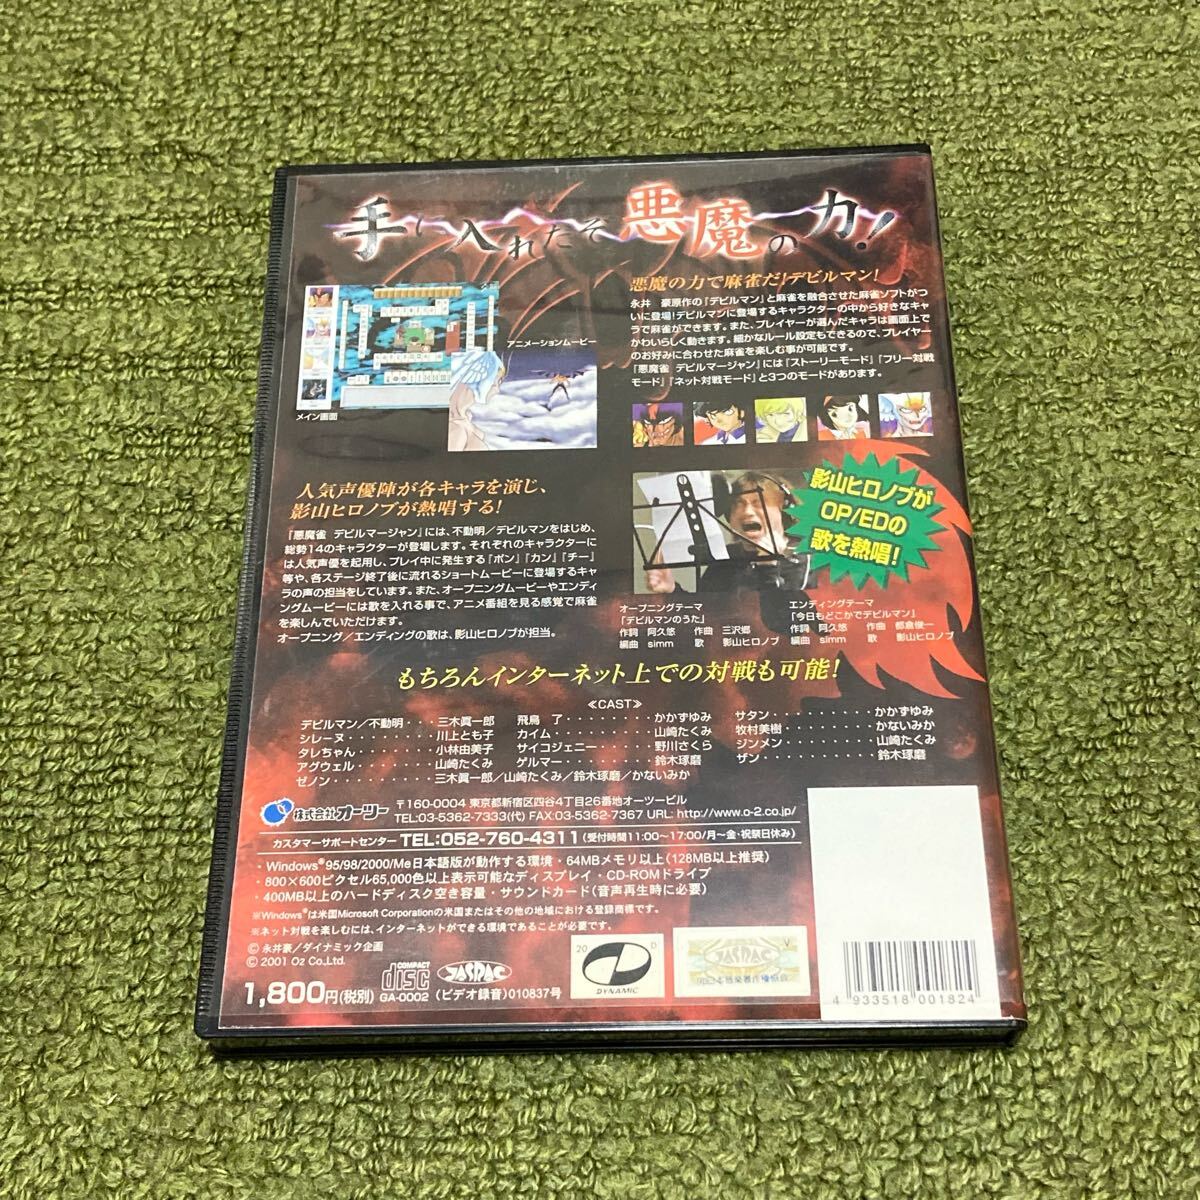 手に入れたぞ悪魔の力!
悪魔の力で麻雀だ!デビルマン!
永井 豪原作の『デビルマン』と麻雀を融合させた麻雀ソフトがつ
いに登場!デビルマンに登場するキャラクターの中から好きなキャ
ラで麻雀ができます。また、プレイヤーが選んだキャラは画面上で
かわいらしく動きます。細かなルール設定もできるので、プレイヤー
のお好みに合わせた麻雀を楽しむ事が可能です。
『悪魔雀 デビルマージャン』には「ストーリーモード」「フリー対戦
モード」「ネット対戦モード」と3つのモードがあります。
アニメーションムービー
メイン画面
人気声優陣が各キャラを演じ、
影山ヒロノブが熱唱する!
『悪魔雀 デビルマージャン』には、不動明/デビルマンをはじめ、
総勢14のキャラクターが登場します。それぞれのキャラクターに
は人気声優を起用し、プレイ中に発生する「ポン」「カン」「チー」
等や、各ステージ終了後に流れるショートムービーに登場するキャ
ラの声の担当をしています。また、オープニングムービーやエンディ
ングムービーには歌を入れる事で、アニメ番組を見る感覚で麻雀
を楽しんでいただけます。
オープニング/エンディングの歌は、影山ヒロノブが担当。
影山ヒロノブが
OP/EDの
歌を熱唱!
オープニングテーマ
「デビルマンのうた」
作詞 阿久悠 作曲 三沢郷
編曲 simm 歌 影山ヒロノブ
エンディングテーマ
「今日もどこかでデビルマン」
作詞 阿久悠 作曲 都倉俊一
編曲 simm 歌 影山ヒロノブ
もちろんインターネット上での対戦も可能!
≪CAST≫
デビルマン/不動明・・・三木眞一郎
シレーヌ・・・・・・・・川上とも子
タレちゃん・・・・・・・小林由美子
アグウェル・・・・・・・山崎たくみ
ゼノン・・・・・・・・・三木眞一郎/山崎たくみ/鈴木琢磨/かないみか
飛鳥 了・・・・・・・・かかずゆみ
カイム・・・・・・・・・山崎たくみ
サイコジェニー・・・・・野川さくら
ゲルマー・・・・・・・・鈴木琢磨
サタン・・・・・・・・・かかずゆみ
牧村美樹・・・・・・・・かないみか
ジンメン・・・・・・・・山崎たくみ
ザン・・・・・・・・・・鈴木琢磨
株式会社オーツー
〒160-0004 東京都新宿区四谷4丁目26番地オーツービル
TEL:03-5362-7333(代) FAX:03-5362-7367 URL: http://www.o-2.co.jp/
カスタマーサポートセンター TEL:052-760-4311 (受付時間11:00〜17:00/月〜金・祝祭日休み)
・Windows®95/98/2000/Me日本語版が動作する環境・64MBメモリ以上(128MB以上推奨)
・800×600ピクセル65,000色以上表示可能なディスプレイ・CD-ROMドライブ
・400MB以上のハードディスク空き容量・サウンドカード(音声再生時に必要)
※Windows®は米国Microsoft Corporationの米国またはその他の地域における登録商標です。
※ネット対戦を楽しむには、インターネットができる環境であることが必要です。
© 永井豪/ダイナミック企画
© 2001 Oz Co.,Ltd.
1,800円(税別)
COMPACT
disc
GA-0002
JASRAC
(ビデオ録音)010837号
20 D
DYNAMIC
V
JASRAC
4 933518 001824